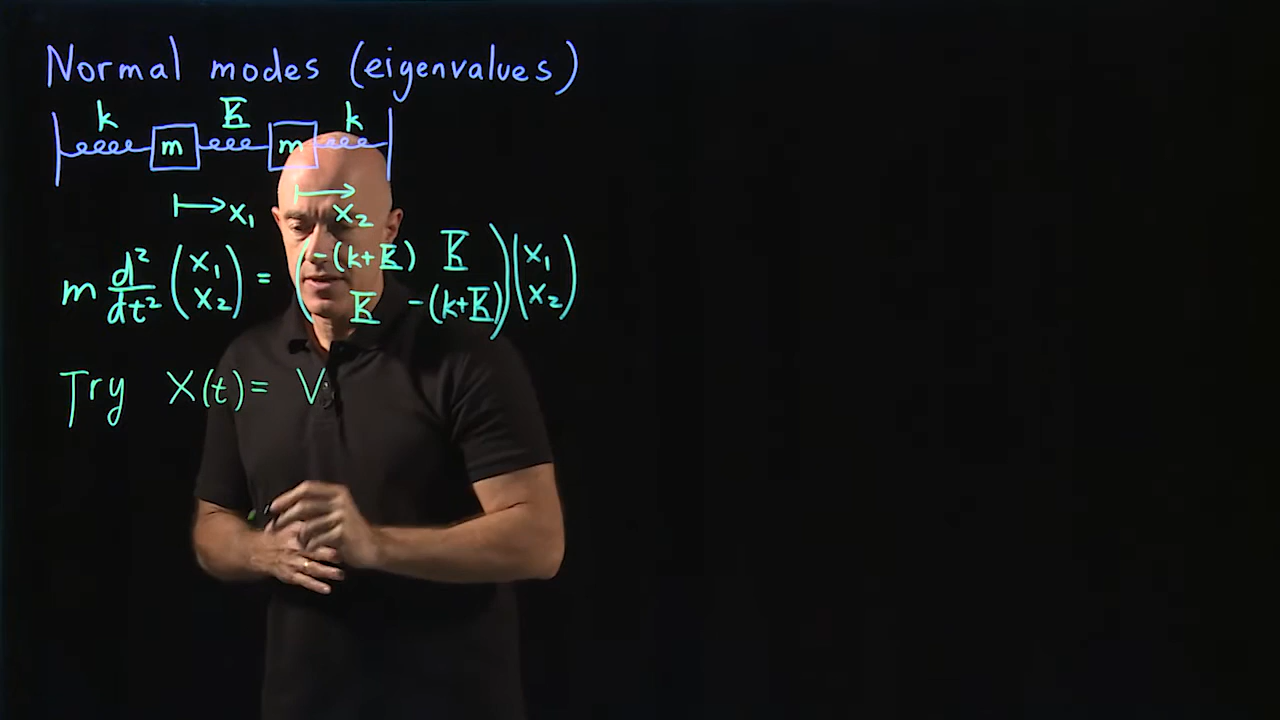 Normal modes (eigenvalues)
k K k
m m
x₁ x₂
m d²/dt² (x₁ x₂) = (-(k+K) K K -(k+K)) (x₁ x₂)
Try x(t) = v